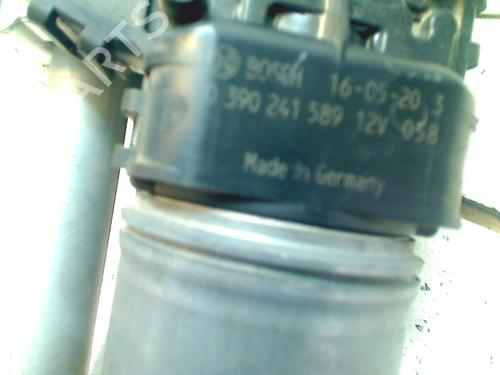 BOSCH 16-05-20 3
0 390 241 589 12V 058
Made in Germany